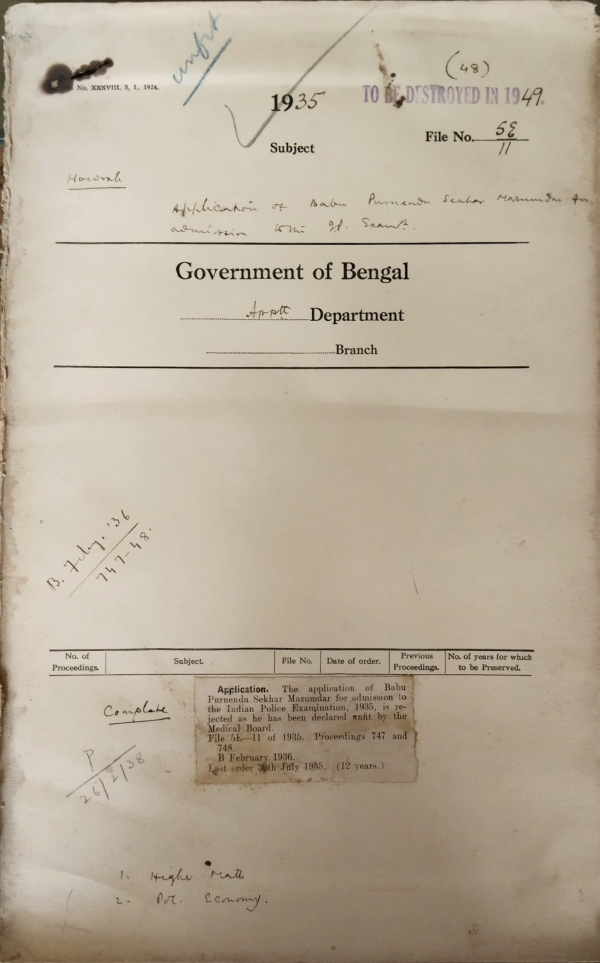 unfit
(48)
No. XXXVIII, S, I., 1924.
1935
TO BE DESTROYED IN 1949.
File No. 5E/11
Subject
Howrah
Application of Babu Purnendu Sekhar Mazumdar for
admission to the I.P. Examn.
Government of Bengal
Apptt Department
Branch
B. Feby. '36
747-48.
No. of Proceedings.
Subject.
File No.
Date of order.
Previous Proceedings.
No. of years for which to be Preserved.
Application. The application of Babu
Purnendu Sekhar Mazumdar for admission to
the Indian Police Examination, 1935, is re-
jected as he has been declared unfit by the
Medical Board.
File 5E—11 of 1935. Proceedings 747 and
748.
B February 1936.
Last order 30th July 1935. (12 years.)
Complete
P
26/2/38
1. Higher Math
2. Pol. Economy.